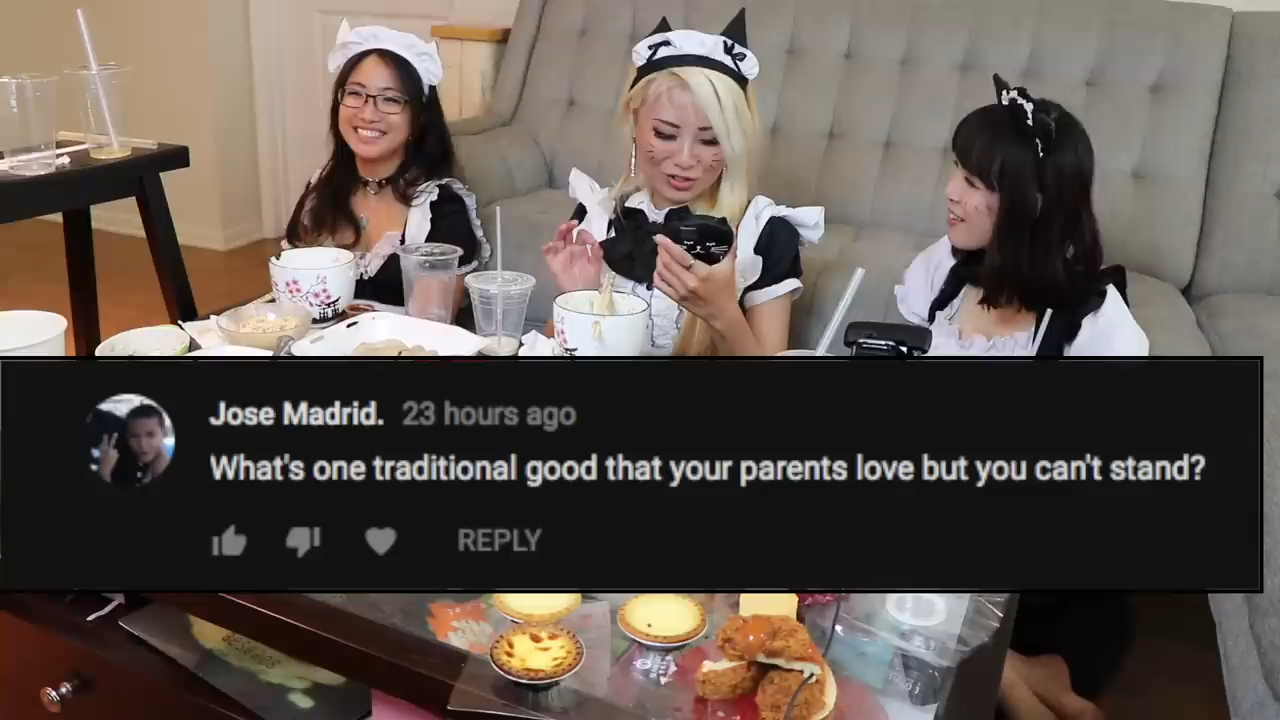 Jose Madrid. 23 hours ago
What's one traditional good that your parents love but you can't stand?
REPLY